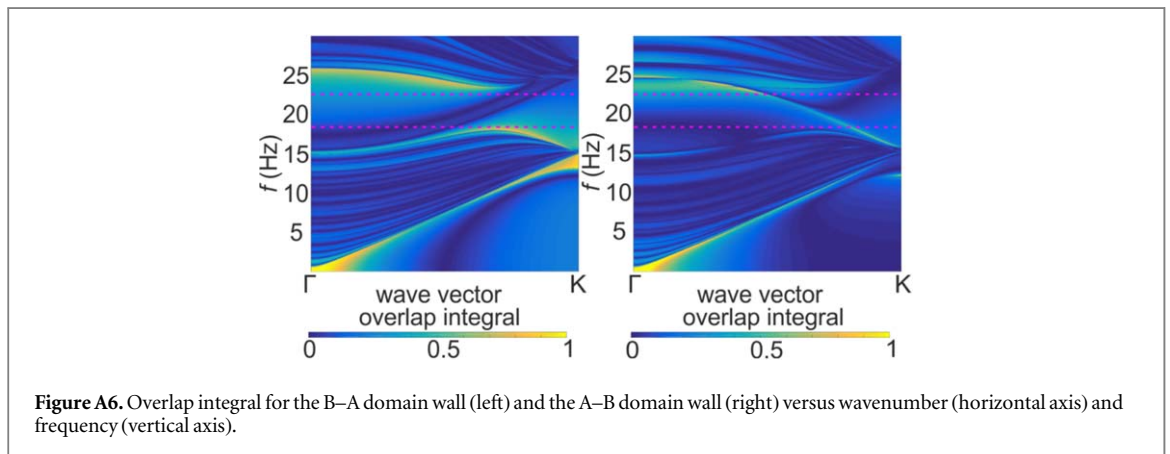 25
20
15
10
5
f (Hz)
Γ
K
wave vector
overlap integral
0
0.5
1
25
20
15
10
5
f (Hz)
Γ
K
wave vector
overlap integral
0
0.5
1
Figure A6. Overlap integral for the B–A domain wall (left) and the A–B domain wall (right) versus wavenumber (horizontal axis) and
frequency (vertical axis).